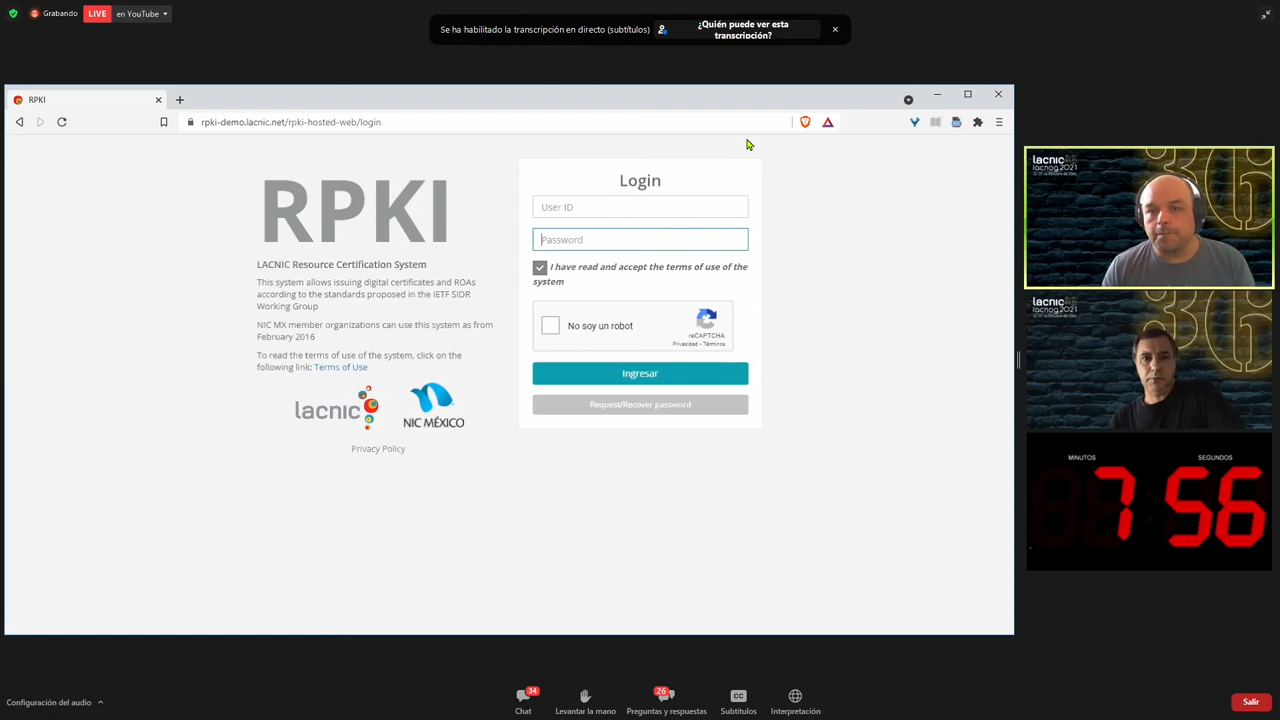 Grabando
LIVE
en YouTube
Se ha habilitado la transcripción en directo (subtítulos)
¿Quién puede ver esta
transcripción?
RPKI
rpki-demo.lacnic.net/rpki-hosted-web/login
RPKI
LACNIC Resource Certification System
This system allows issuing digital certificates and ROAs
according to the standards proposed in the IETF SIDR
Working Group
NIC MX member organizations can use this system as from
February 2016
To read the terms of use of the system, click on the
following link: Terms of Use
lacnic
NIC MÉXICO
Privacy Policy
Login
User ID
Password
I have read and accept the terms of use of the
system
No soy un robot
reCAPTCHA
Privacidad - Términos
Ingresar
Request/Recover password
lacnic
lacnog 2021
lacnic
lacnog 2021
MINUTOS
SEGUNDOS
7 56
Configuración del audio
34
Chat
Levantar la mano
26
Preguntas y respuestas
CC
Subtítulos
Interpretación
Salir